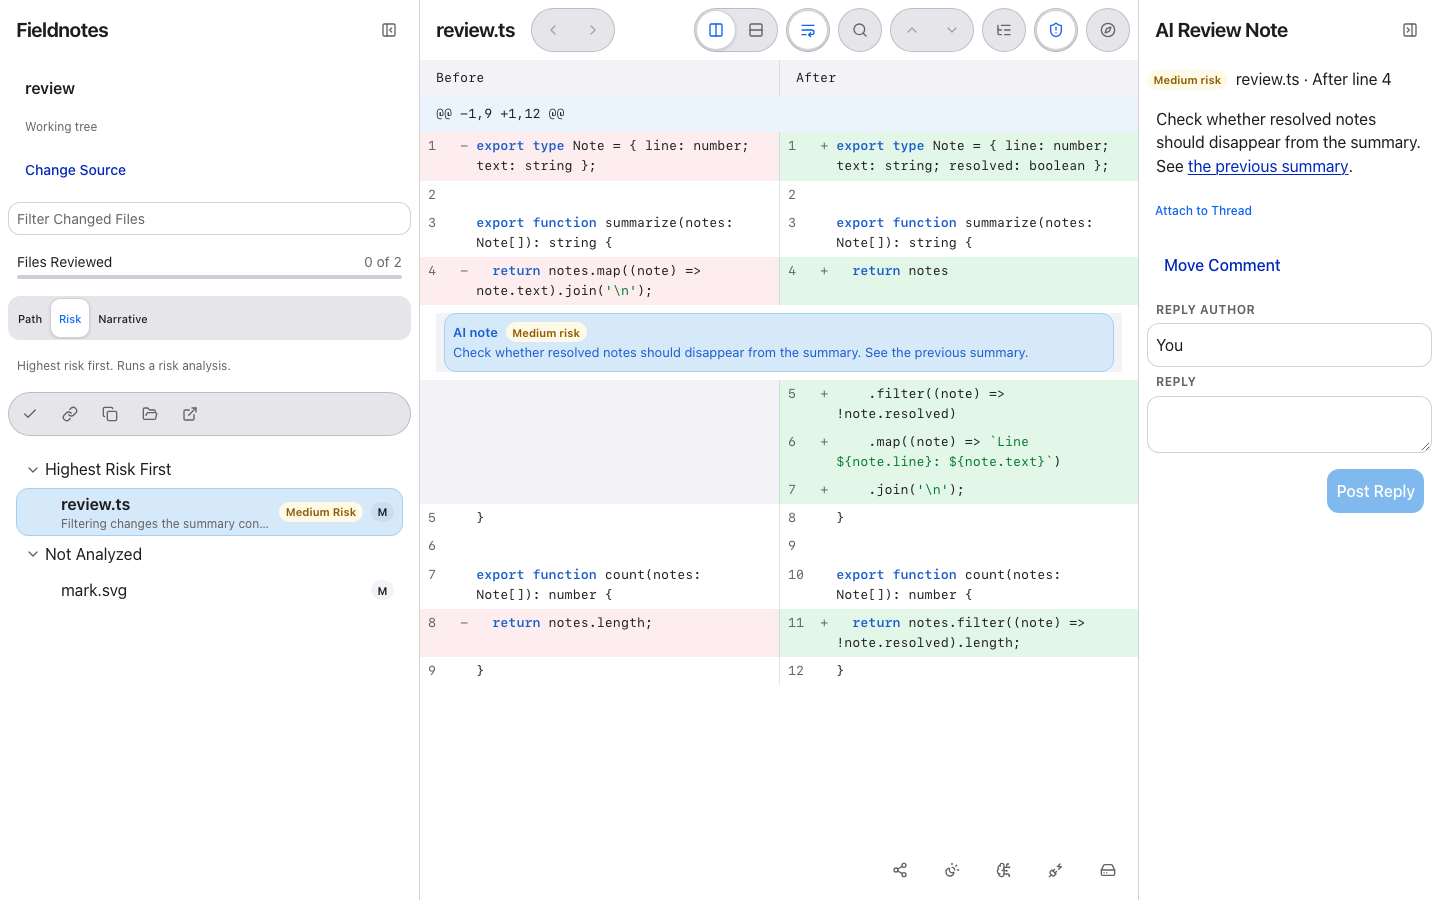 Fieldnotes
review
Working tree
Change Source
Filter Changed Files
Files Reviewed 0 of 2
Path Risk Narrative
Highest risk first. Runs a risk analysis.
Highest Risk First
review.ts Medium Risk M
Filtering changes the summary con...
Not Analyzed
mark.svg M
review.ts
Before After
@@ −1,9 +1,12 @@
1 − export type Note = { line: number;
text: string };
1 + export type Note = { line: number;
text: string; resolved: boolean };
2 2
3 export function summarize(notes:
Note[]): string {
3 export function summarize(notes:
Note[]): string {
4 − return notes.map((note) =>
note.text).join('\n');
4 + return notes
AI note Medium risk
Check whether resolved notes should disappear from the summary. See the previous summary.
5 + .filter((note) =>
!note.resolved)
6 + .map((note) => `Line
${note.line}: ${note.text}`)
7 + .join('\n');
5 } 8 }
6 9
7 export function count(notes:
Note[]): number {
10 export function count(notes:
Note[]): number {
8 − return notes.length;
11 + return notes.filter((note) =>
!note.resolved).length;
9 } 12 }
AI Review Note
Medium risk review.ts · After line 4
Check whether resolved notes
should disappear from the summary.
See the previous summary.
Attach to Thread
Move Comment
REPLY AUTHOR
You
REPLY
Post Reply